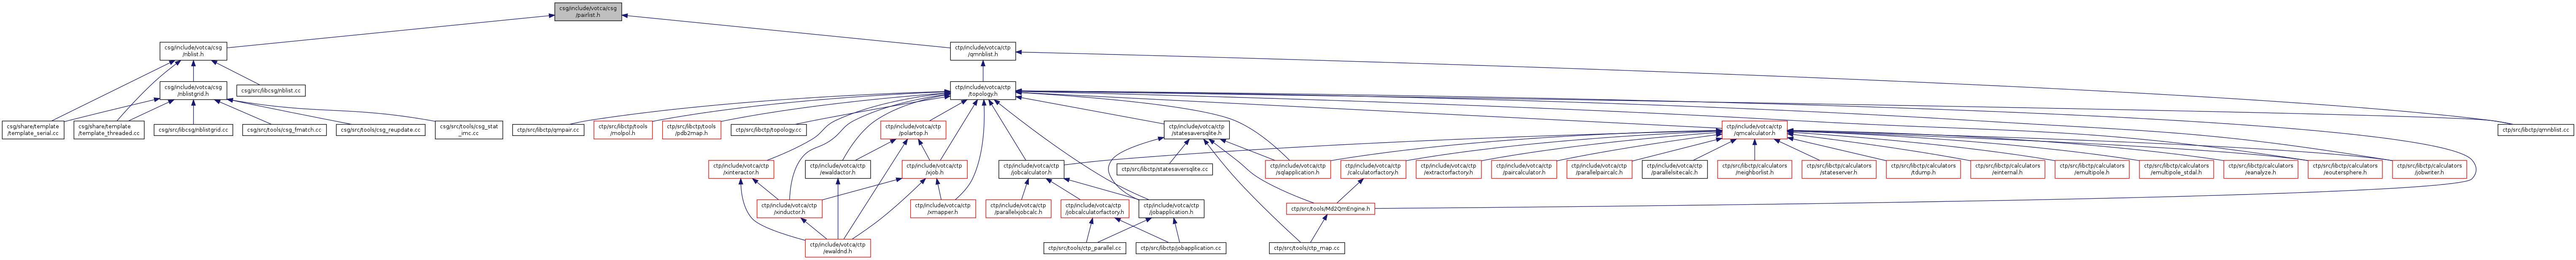 csg/include/votca/csg
/pairlist.h
csg/include/votca/csg
/nblist.h
ctp/include/votca/ctp
/qmnblist.h
csg/include/votca/csg
/nblistgrid.h
csg/src/libcsg/nblist.cc
ctp/include/votca/ctp
/topology.h
csg/share/template
/template_serial.cc
csg/share/template
/template_threaded.cc
csg/src/libcsg/nblistgrid.cc
csg/src/tools/csg_fmatch.cc
csg/src/tools/csg_reupdate.cc
csg/src/tools/csg_stat
_imc.cc
ctp/src/libctp/qmpair.cc
ctp/src/libctp/tools
/molpol.h
ctp/src/libctp/tools
/pdb2map.h
ctp/src/libctp/topology.cc
ctp/include/votca/ctp
/polartop.h
ctp/include/votca/ctp
/statesaversqlite.h
ctp/include/votca/ctp
/qmcalculator.h
ctp/src/libctp/qmnblist.cc
ctp/include/votca/ctp
/xinteractor.h
ctp/include/votca/ctp
/ewaldactor.h
ctp/include/votca/ctp
/xjob.h
ctp/include/votca/ctp
/jobcalculator.h
ctp/src/libctp/statesaversqlite.cc
ctp/include/votca/ctp
/sqlapplication.h
ctp/include/votca/ctp
/calculatorfactory.h
ctp/include/votca/ctp
/extractorfactory.h
ctp/include/votca/ctp
/paircalculator.h
ctp/include/votca/ctp
/parallelpaircalc.h
ctp/include/votca/ctp
/parallelsitecalc.h
ctp/src/libctp/calculators
/neighborlist.h
ctp/src/libctp/calculators
/stateserver.h
ctp/src/libctp/calculators
/tdump.h
ctp/src/libctp/calculators
/einternal.h
ctp/src/libctp/calculators
/emultipole.h
ctp/src/libctp/calculators
/emultipole_stdal.h
ctp/src/libctp/calculators
/eanalyze.h
ctp/src/libctp/calculators
/eoutersphere.h
ctp/src/libctp/calculators
/jobwriter.h
ctp/include/votca/ctp
/xinductor.h
ctp/include/votca/ctp
/xmapper.h
ctp/include/votca/ctp
/parallelxjobcalc.h
ctp/include/votca/ctp
/jobcalculatorfactory.h
ctp/include/votca/ctp
/jobapplication.h
ctp/src/tools/Md2QmEngine.h
ctp/include/votca/ctp
/ewaldnd.h
ctp/src/tools/ctp_parallel.cc
ctp/src/libctp/jobapplication.cc
ctp/src/tools/ctp_map.cc